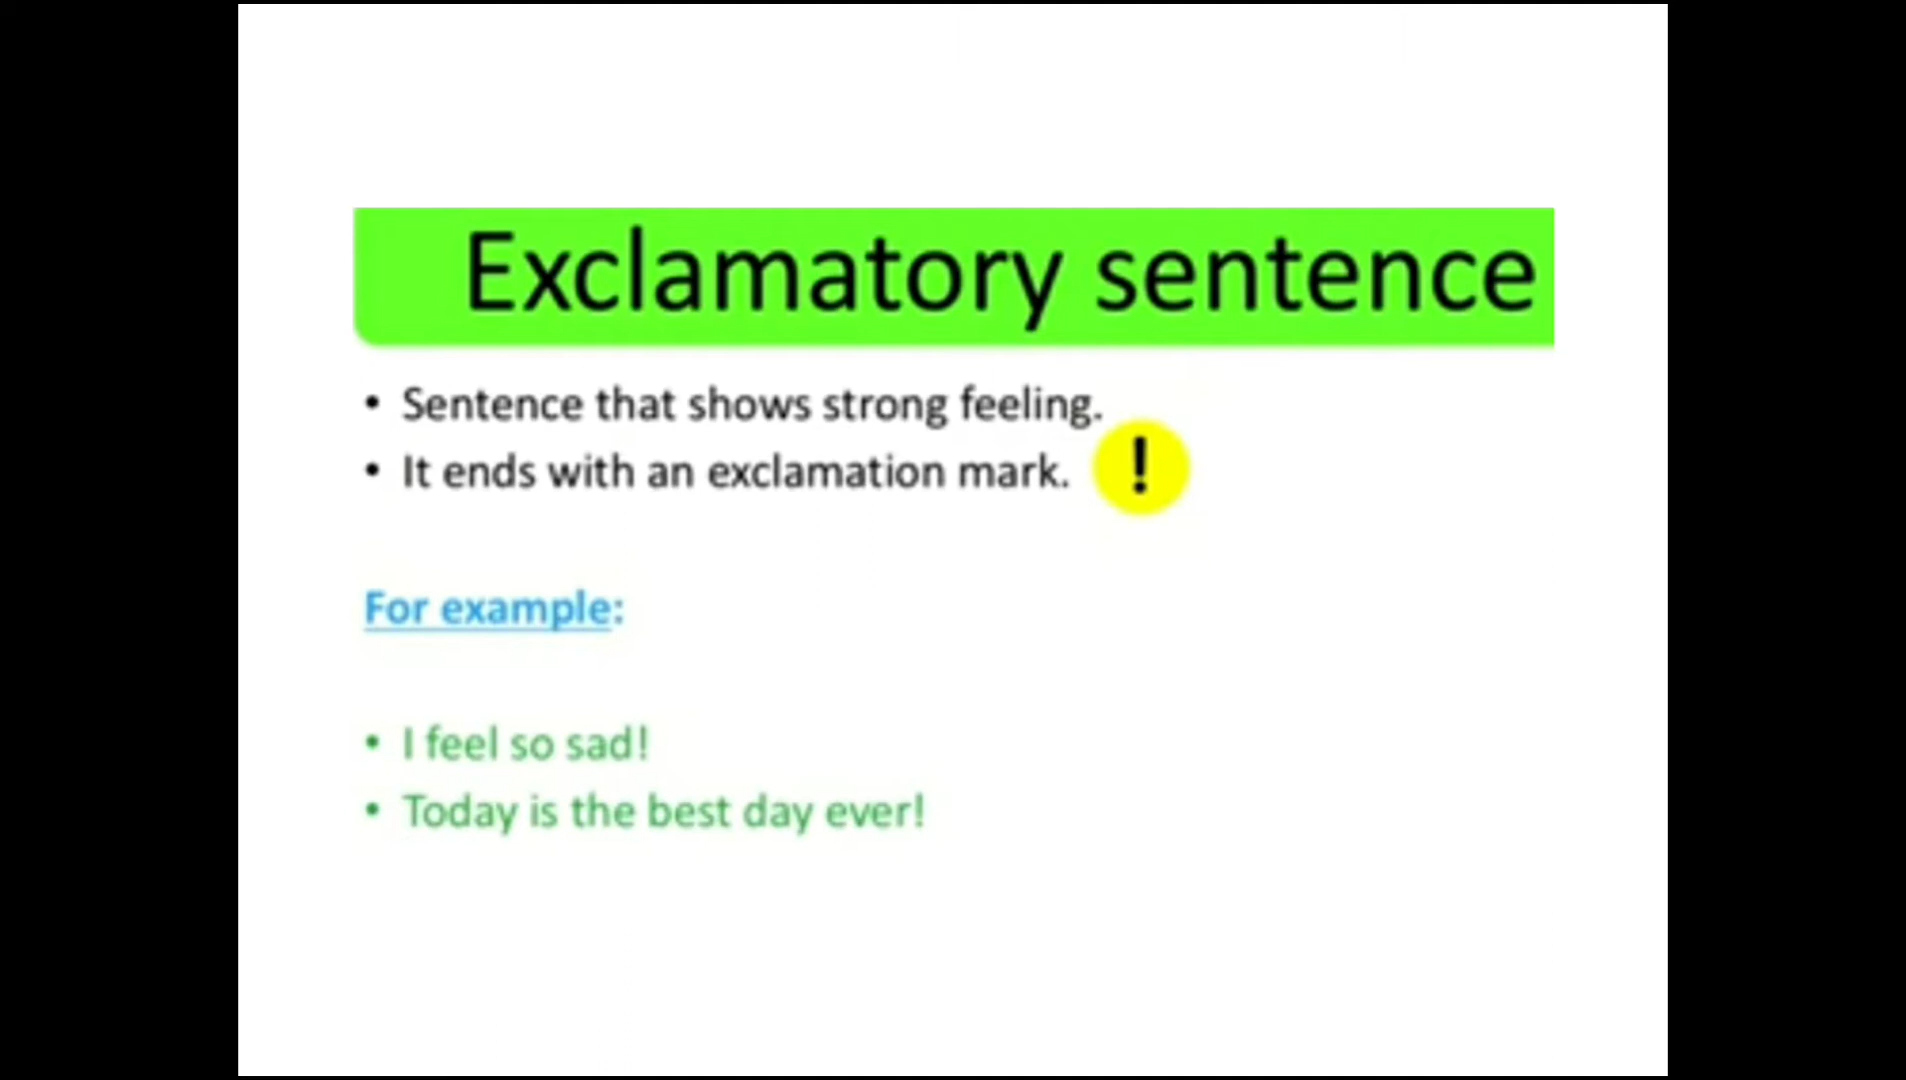 Exclamatory sentence
• Sentence that shows strong feeling.
• It ends with an exclamation mark. !
For example:
• I feel so sad!
• Today is the best day ever!